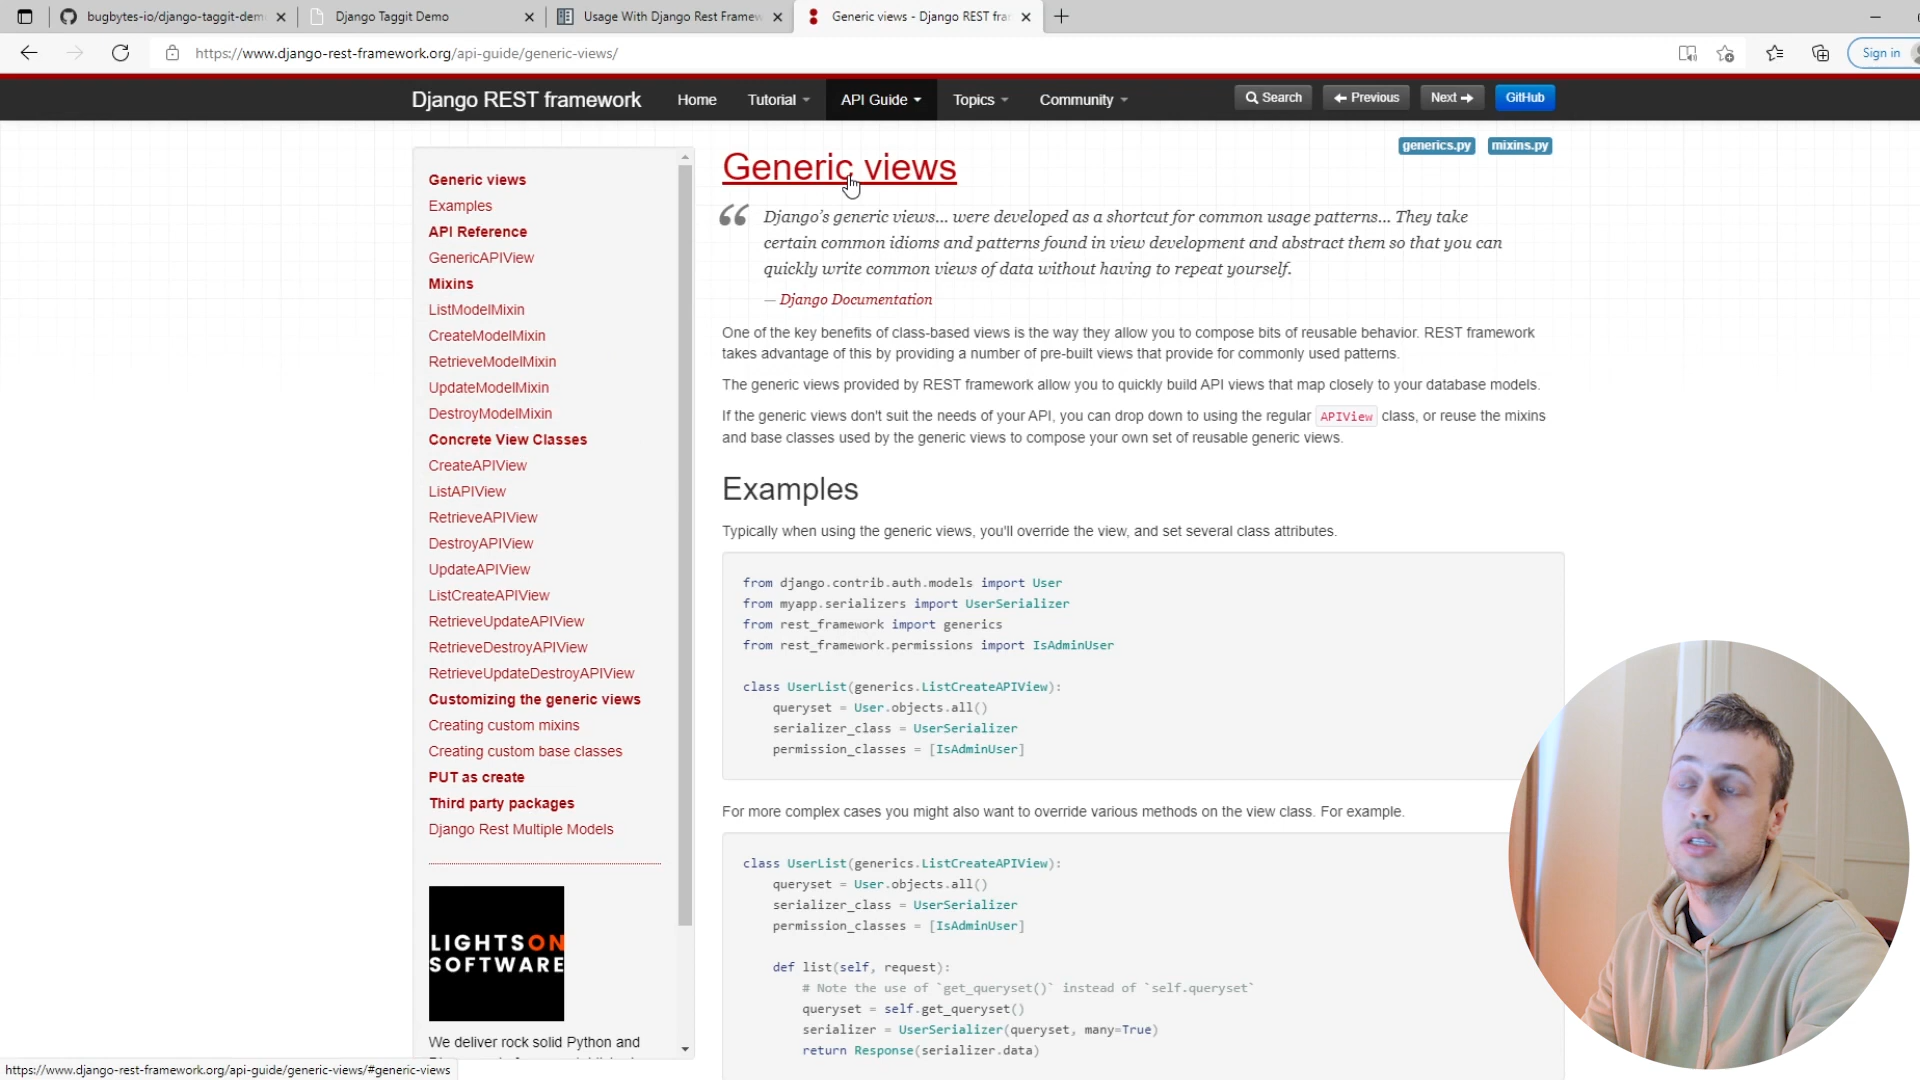 bugbytes-io/django-taggit-dem
Django Taggit Demo
Usage With Django Rest Framew
Generic views - Django REST fra
https://www.django-rest-framework.org/api-guide/generic-views/
Sign in
Django REST framework
Home
Tutorial
API Guide
Topics
Community
Search
Previous
Next
GitHub
Generic views
Examples
API Reference
GenericAPIView
Mixins
ListModelMixin
CreateModelMixin
RetrieveModelMixin
UpdateModelMixin
DestroyModelMixin
Concrete View Classes
CreateAPIView
ListAPIView
RetrieveAPIView
DestroyAPIView
UpdateAPIView
ListCreateAPIView
RetrieveUpdateAPIView
RetrieveDestroyAPIView
RetrieveUpdateDestroyAPIView
Customizing the generic views
Creating custom mixins
Creating custom base classes
PUT as create
Third party packages
Django Rest Multiple Models
LIGHTSON
SOFTWARE
We deliver rock solid Python and
generics.py
mixins.py
Generic views
“ Django’s generic views... were developed as a shortcut for common usage patterns... They take
certain common idioms and patterns found in view development and abstract them so that you can
quickly write common views of data without having to repeat yourself.
— Django Documentation
One of the key benefits of class-based views is the way they allow you to compose bits of reusable behavior. REST framework
takes advantage of this by providing a number of pre-built views that provide for commonly used patterns.
The generic views provided by REST framework allow you to quickly build API views that map closely to your database models.
If the generic views don't suit the needs of your API, you can drop down to using the regular APIView class, or reuse the mixins
and base classes used by the generic views to compose your own set of reusable generic views.
Examples
Typically when using the generic views, you'll override the view, and set several class attributes.
from django.contrib.auth.models import User
from myapp.serializers import UserSerializer
from rest_framework import generics
from rest_framework.permissions import IsAdminUser
class UserList(generics.ListCreateAPIView):
queryset = User.objects.all()
serializer_class = UserSerializer
permission_classes = [IsAdminUser]
For more complex cases you might also want to override various methods on the view class. For example.
class UserList(generics.ListCreateAPIView):
queryset = User.objects.all()
serializer_class = UserSerializer
permission_classes = [IsAdminUser]
def list(self, request):
# Note the use of `get_queryset()` instead of `self.queryset`
queryset = self.get_queryset()
serializer = UserSerializer(queryset, many=True)
return Response(serializer.data)
https://www.django-rest-framework.org/api-guide/generic-views/#generic-views